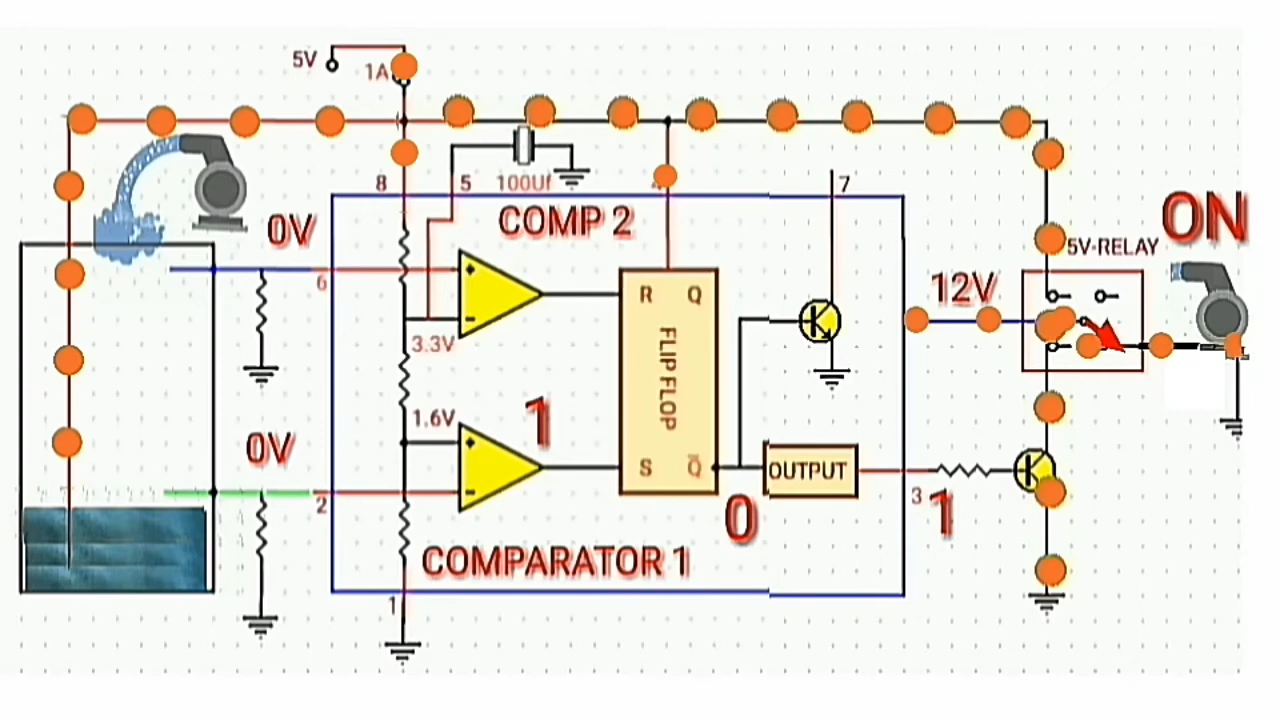 5V
1A
8
5
100Uf
4
7
0V
COMP 2
ON
5V-RELAY
12V
6
R Q
3.3V
FLIP FLOP
1.6V
1
0V
S Q̅
OUTPUT
2
3
1
0
COMPARATOR 1
1